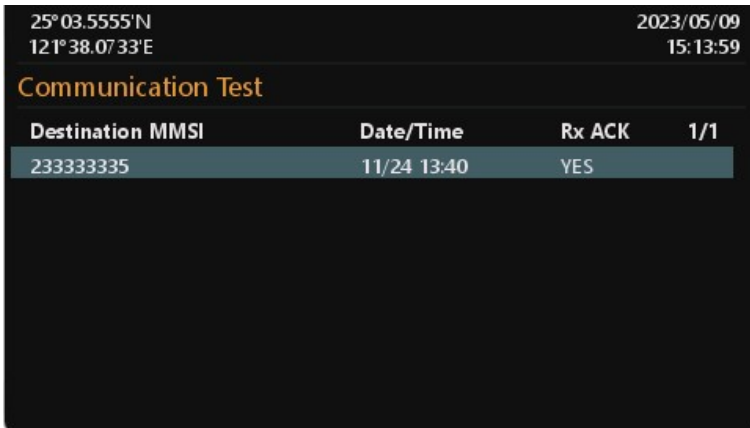 25°03.5555'N 2023/05/09
121°38.0733'E 15:13:59
Communication Test
Destination MMSI Date/Time Rx ACK 1/1
233333335 11/24 13:40 YES